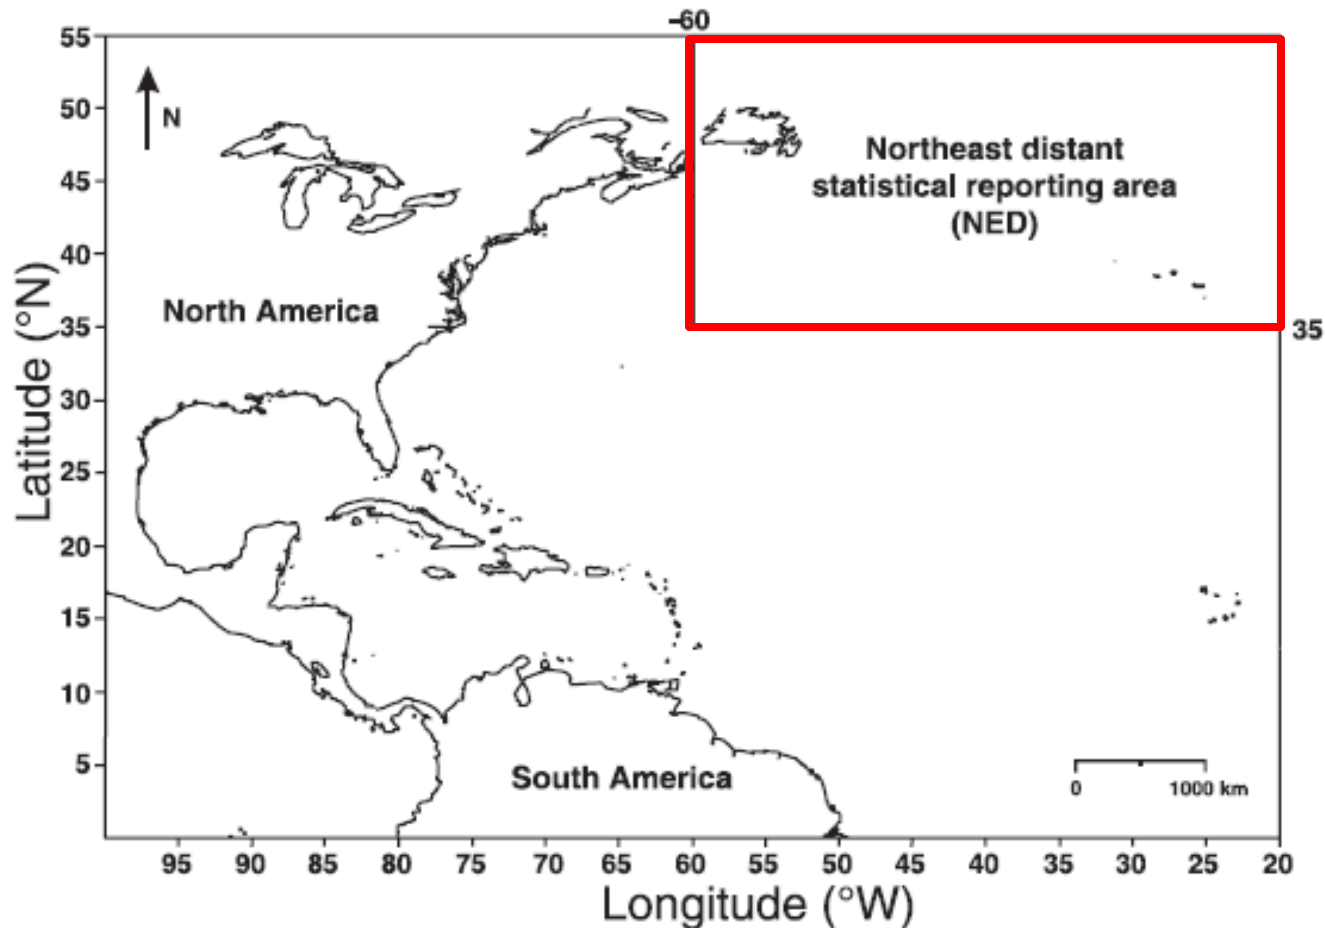 -60
55
50
N
Northeast distant
statistical reporting area
(NED)
45
40
North America
35
35
30
25
20
15
10
5
South America
0 1000 km
95 90 85 80 75 70 65 60 55 50 45 40 35 30 25 20
Latitude (°N)
Longitude (°W)